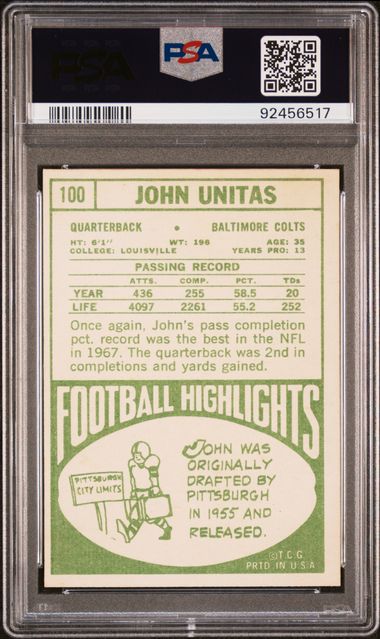 PSA
PSA
92456517
100 JOHN UNITAS
QUARTERBACK • BALTIMORE COLTS
HT: 6'1" WT: 196 AGE: 35
COLLEGE: LOUISVILLE YEARS PRO: 13
PASSING RECORD
ATTS. COMP. PCT. TDs
YEAR 436 255 58.5 20
LIFE 4097 2261 55.2 252
Once again, John's pass completion
pct. record was the best in the NFL
in 1967. The quarterback was 2nd in
completions and yards gained.
FOOTBALL HIGHLIGHTS
PITTSBURGH
CITY LIMITS
JOHN WAS
ORIGINALLY
DRAFTED BY
PITTSBURGH
IN 1955 AND
RELEASED.
©T.C.G.
PRTD. IN U.S.A